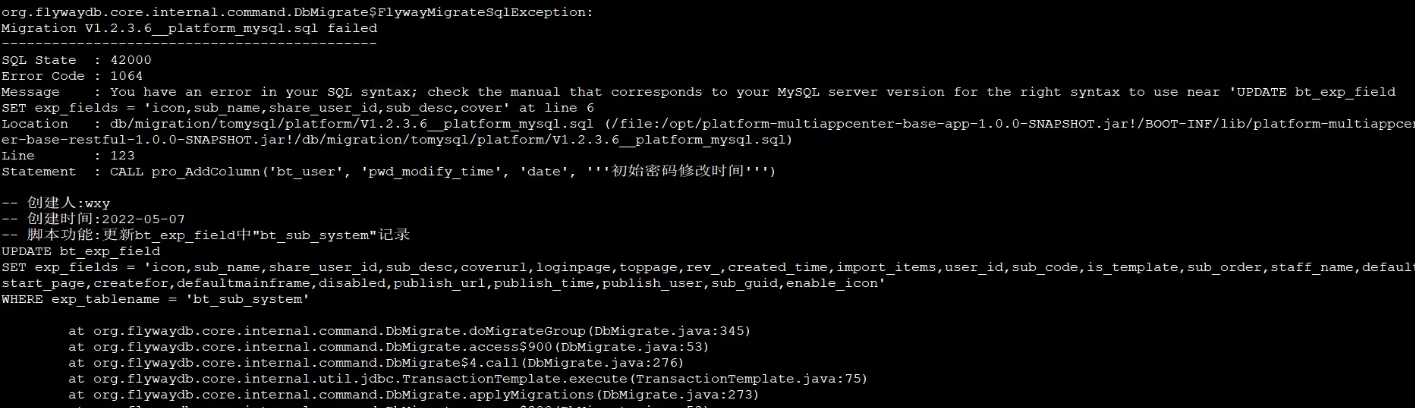 org.flywaydb.core.internal.command.DbMigrate$FlywayMigrateSqlException:
Migration V1.2.3.6__platform_mysql.sql failed
---------------------------------------------
SQL State  : 42000
Error Code : 1064
Message    : You have an error in your SQL syntax; check the manual that corresponds to your MySQL server version for the right syntax to use near 'UPDATE bt_exp_field
SET exp_fields = 'icon,sub_name,share_user_id,sub_desc,cover' at line 6
Location   : db/migration/tomysql/platform/V1.2.3.6__platform_mysql.sql (/file:/opt/platform-multiappcenter-base-app-1.0.0-SNAPSHOT.jar!/BOOT-INF/lib/platform-multiappcen
er-base-restful-1.0.0-SNAPSHOT.jar!/db/migration/tomysql/platform/V1.2.3.6__platform_mysql.sql)
Line       : 123
Statement  : CALL pro_AddColumn('bt_user', 'pwd_modify_time', 'date', '''初始密码修改时间''')
-- 创建人:wxy
-- 创建时间:2022-05-07
-- 脚本功能:更新bt_exp_field中"bt_sub_system"记录
UPDATE bt_exp_field
SET exp_fields = 'icon,sub_name,share_user_id,sub_desc,coverurl,loginpage,toppage,rev_,created_time,import_items,user_id,sub_code,is_template,sub_order,staff_name,default
start_page,createfor,defaultmainframe,disabled,publish_url,publish_time,publish_user,sub_guid,enable_icon'
WHERE exp_tablename = 'bt_sub_system'
at org.flywaydb.core.internal.command.DbMigrate.doMigrateGroup(DbMigrate.java:345)
at org.flywaydb.core.internal.command.DbMigrate.access$900(DbMigrate.java:53)
at org.flywaydb.core.internal.command.DbMigrate$4.call(DbMigrate.java:276)
at org.flywaydb.core.internal.util.jdbc.TransactionTemplate.execute(TransactionTemplate.java:75)
at org.flywaydb.core.internal.command.DbMigrate.applyMigrations(DbMigrate.java:273)